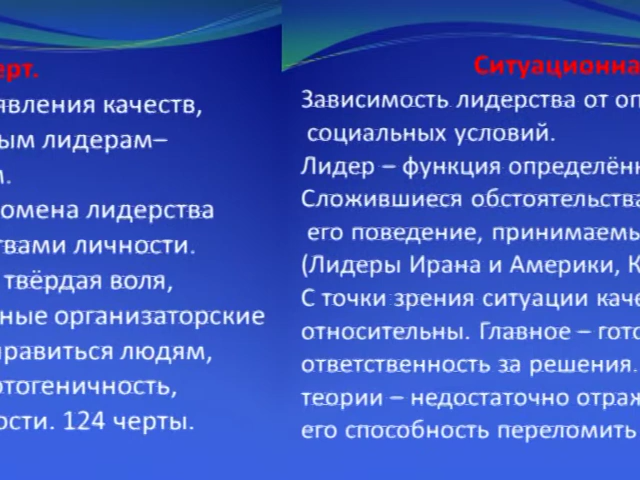 ерт.
явления качеств,
ым лидерам–
м.
омена лидерства
твами личности.
твёрдая воля,
ные организаторские
нравиться людям,
отогеничность,
ости. 124 черты.
Ситуационна
Зависимость лидерства от оп
социальных условий.
Лидер – функция определённ
Сложившиеся обстоятельства
его поведение, принимаемы
(Лидеры Ирана и Америки, К
С точки зрения ситуации каче
относительны. Главное – гото
ответственность за решения.
теории – недостаточно отраж
его способность переломить